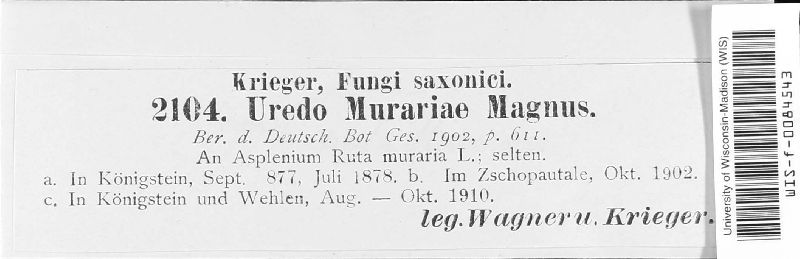 Krieger, Fungi saxonici.
2104. Uredo Murariae Magnus.
Ber. d. Deutsch. Bot Ges. 1902, p. 611.
An Asplenium Ruta muraria L.; selten.
a. In Königstein, Sept. 877, Juli 1878. b. Im Zschopautale, Okt. 1902.
c. In Königstein und Wehlen, Aug. — Okt. 1910.
leg. Wagner u. Krieger.
University of Wisconsin-Madison (WIS)
WIS-f-0084543